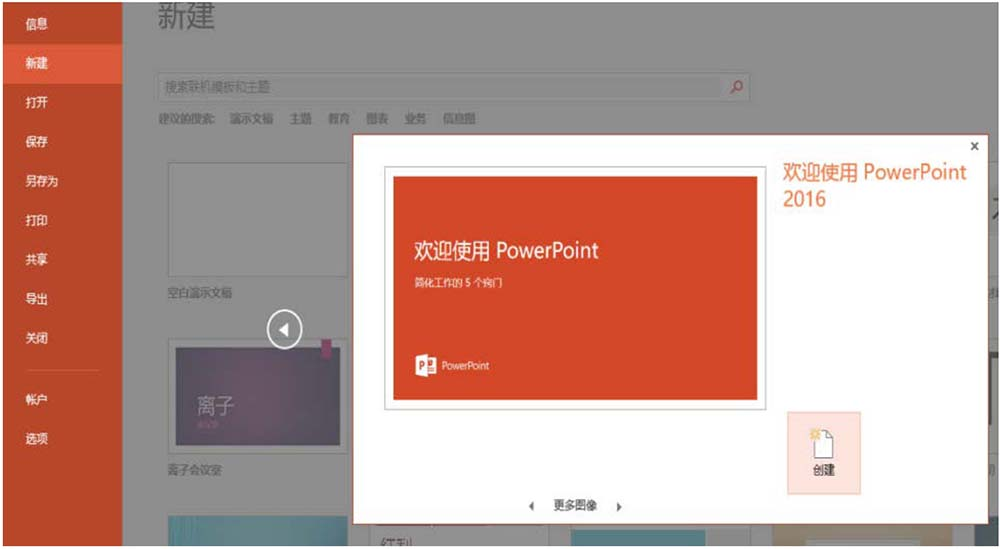 信息
新建
打开
保存
另存为
打印
共享
导出
关闭
帐户
选项
新建
搜索联机模板和主题
建议的搜索: 演示文稿 主题 教育 图表 业务 信息图
空白演示文稿
离子
离子会议室
欢迎使用 PowerPoint
简化工作的 5 个窍门
PowerPoint
欢迎使用 PowerPoint
2016
创建
更多图像